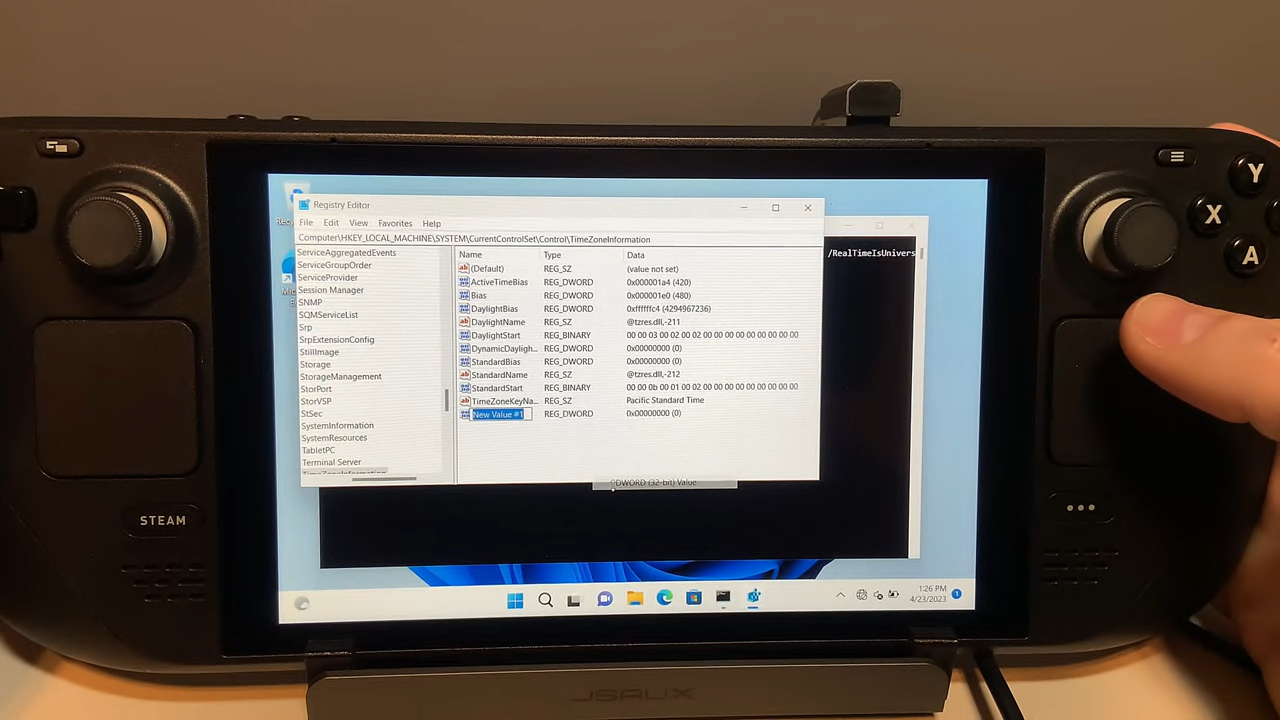 Registry Editor
File Edit View Favorites Help
Computer\HKEY_LOCAL_MACHINE\SYSTEM\CurrentControlSet\Control\TimeZoneInformation
/RealTimeIsUnivers
ServiceAggregatedEvents
ServiceGroupOrder
ServiceProvider
Session Manager
SNMP
SQMServiceList
Srp
SrpExtensionConfig
StillImage
Storage
StorageManagement
StorPort
StorVSP
StSec
SystemInformation
SystemResources
TabletPC
Terminal Server
TimeZoneInformation
Name Type Data
(Default) REG_SZ (value not set)
ActiveTimeBias REG_DWORD 0x000001a4 (420)
Bias REG_DWORD 0x000001e0 (480)
DaylightBias REG_DWORD 0xffffffc4 (4294967236)
DaylightName REG_SZ @tzres.dll,-211
DaylightStart REG_BINARY 00 00 03 00 02 00 02 00 00 00 00 00 00 00 00 00
DynamicDayligh... REG_DWORD 0x00000000 (0)
StandardBias REG_DWORD 0x00000000 (0)
StandardName REG_SZ @tzres.dll,-212
StandardStart REG_BINARY 00 00 0b 00 01 00 02 00 00 00 00 00 00 00 00 00
TimeZoneKeyNa... REG_SZ Pacific Standard Time
New Value #1 REG_DWORD 0x00000000 (0)
DWORD (32-bit) Value
1:26 PM
4/23/2023
1
STEAM
Y
X
A
JSAUX